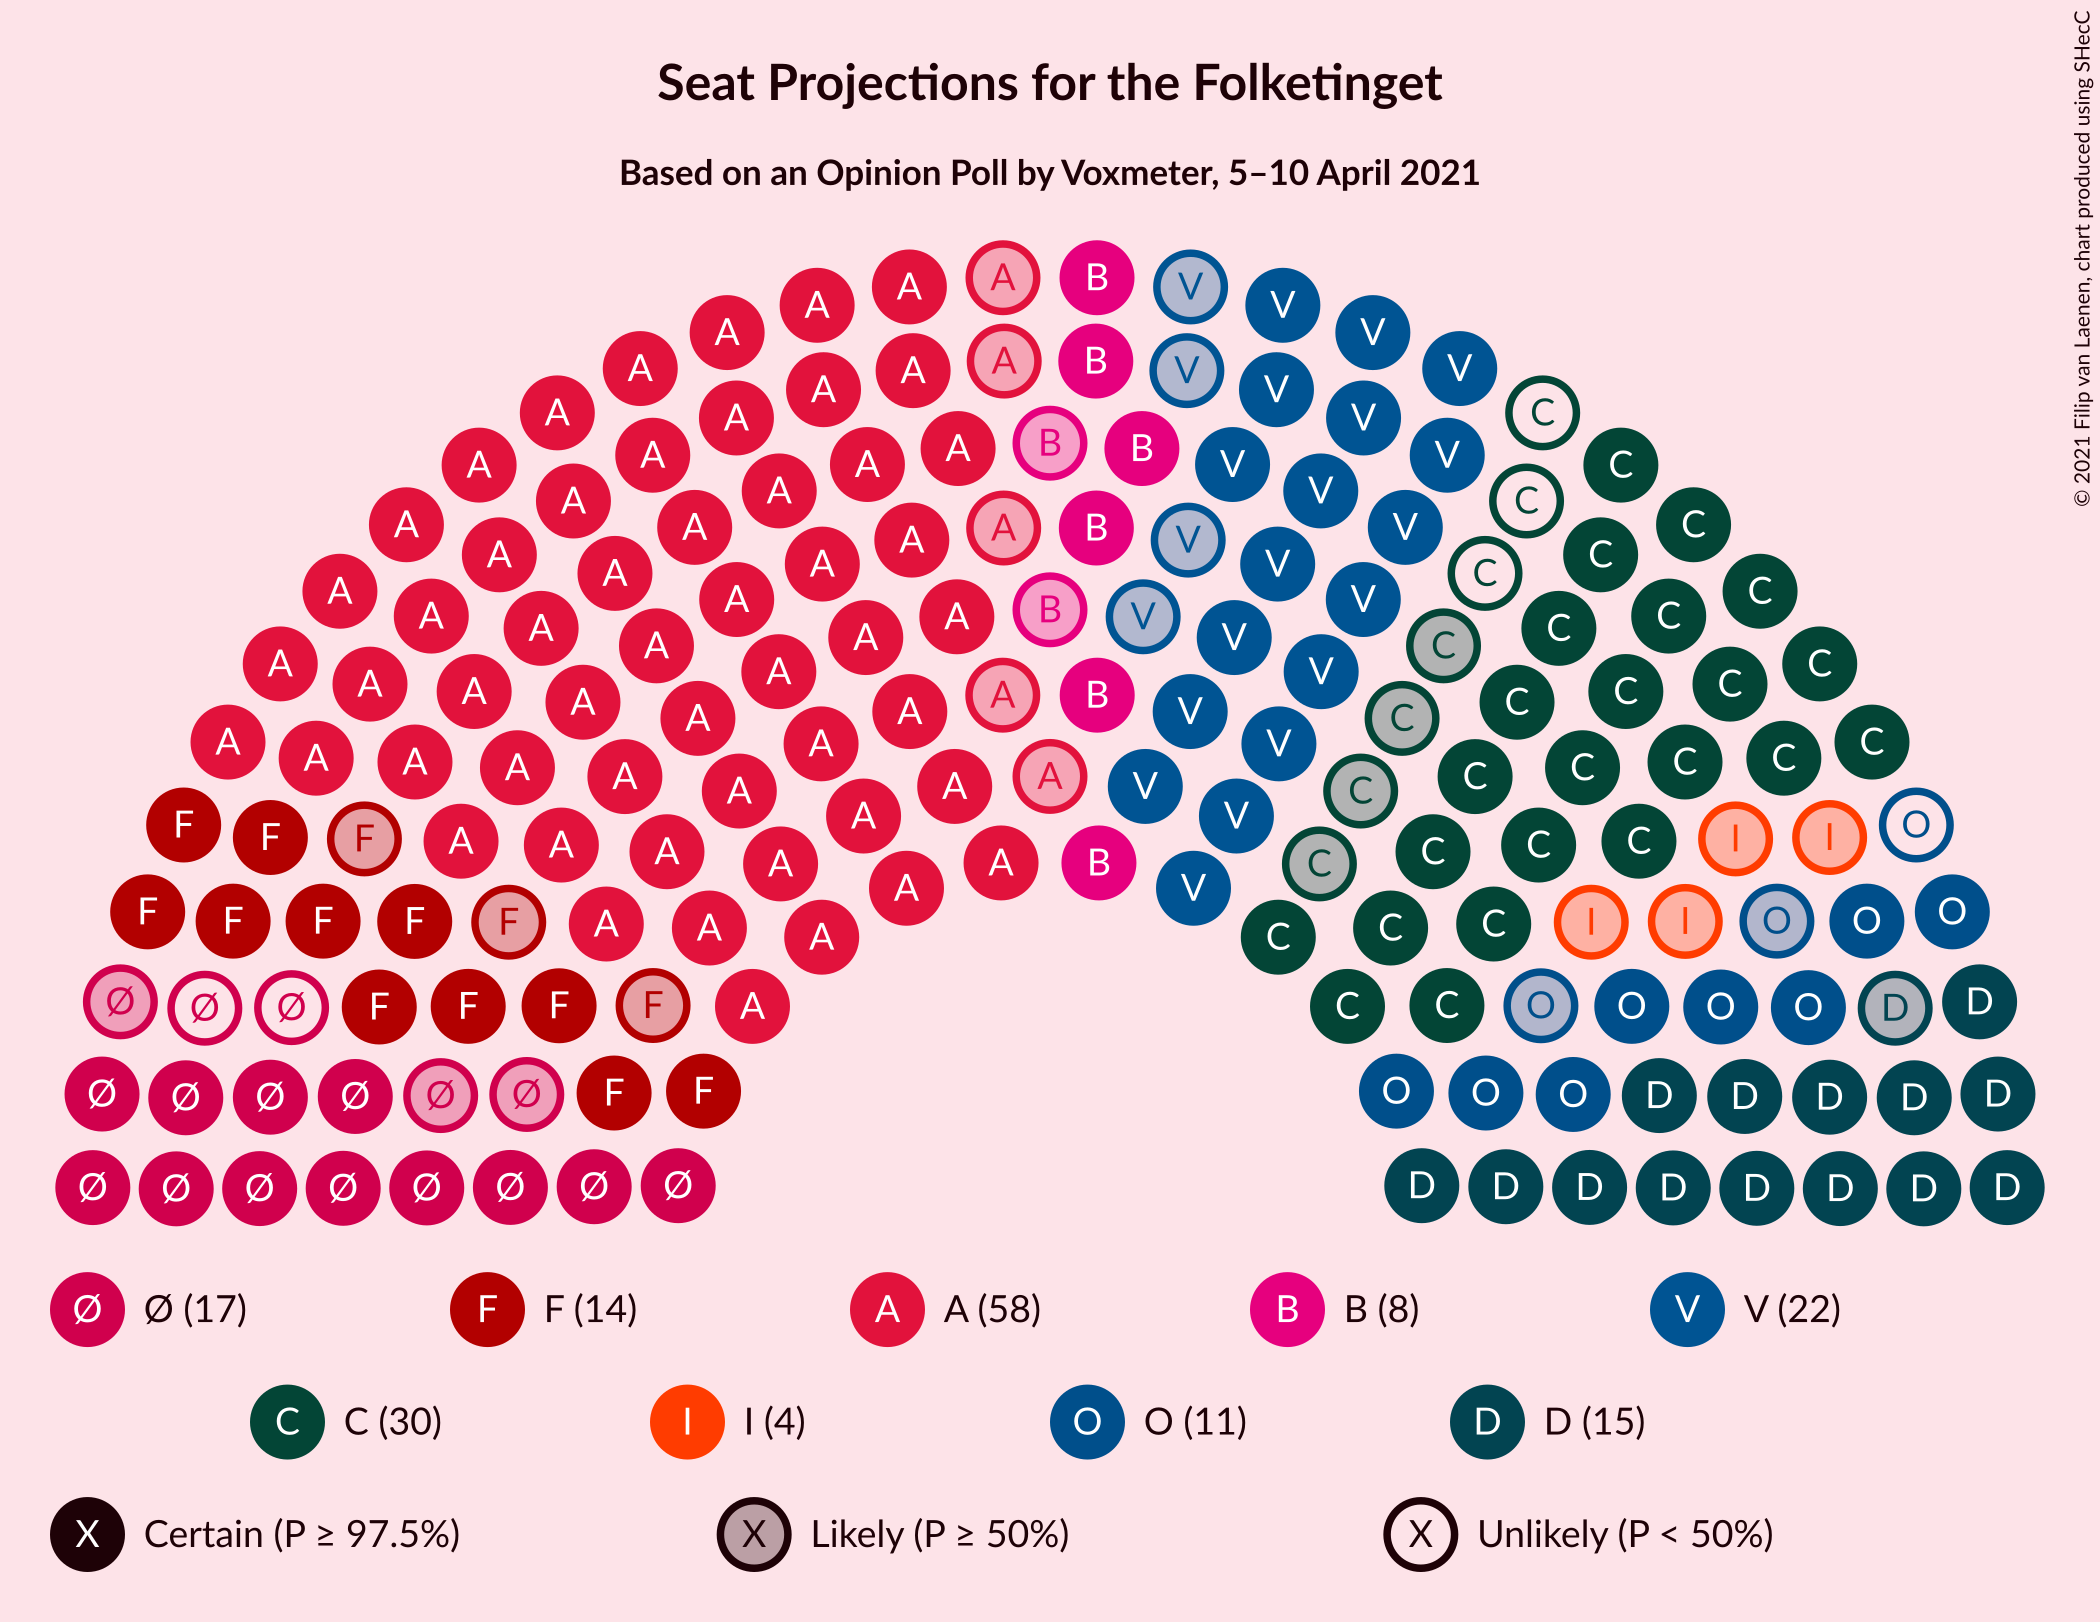 Seat Projections for the Folketinget
Based on an Opinion Poll by Voxmeter, 5–10 April 2021
© 2021 Filip van Laenen, chart produced using SHecC
A B
A A V V
A A B V V
A A A V V
A A B B V C
A A A A V V C
A A A A V V C C
A A A A B V V C C
A A A A V C C
A A A A A B V V C C C
A A A A A A V V C C C C
A A A A A A B V V C C C C
A A A A A A V V C C C C
A A A A A A A V V C C C C
F F F A A A A A A B V C C C C I I O
F F F F F A A A C C C I I O O O
Ø Ø Ø F F F F A C C O O O O D D
Ø Ø Ø Ø Ø Ø F F O O O D D D D D
Ø Ø Ø Ø Ø Ø Ø Ø D D D D D D D D
Ø Ø (17) F F (14) A A (58) B B (8) V V (22)
C C (30) I I (4) O O (11) D D (15)
X Certain (P ≥ 97.5%) X Likely (P ≥ 50%) X Unlikely (P < 50%)